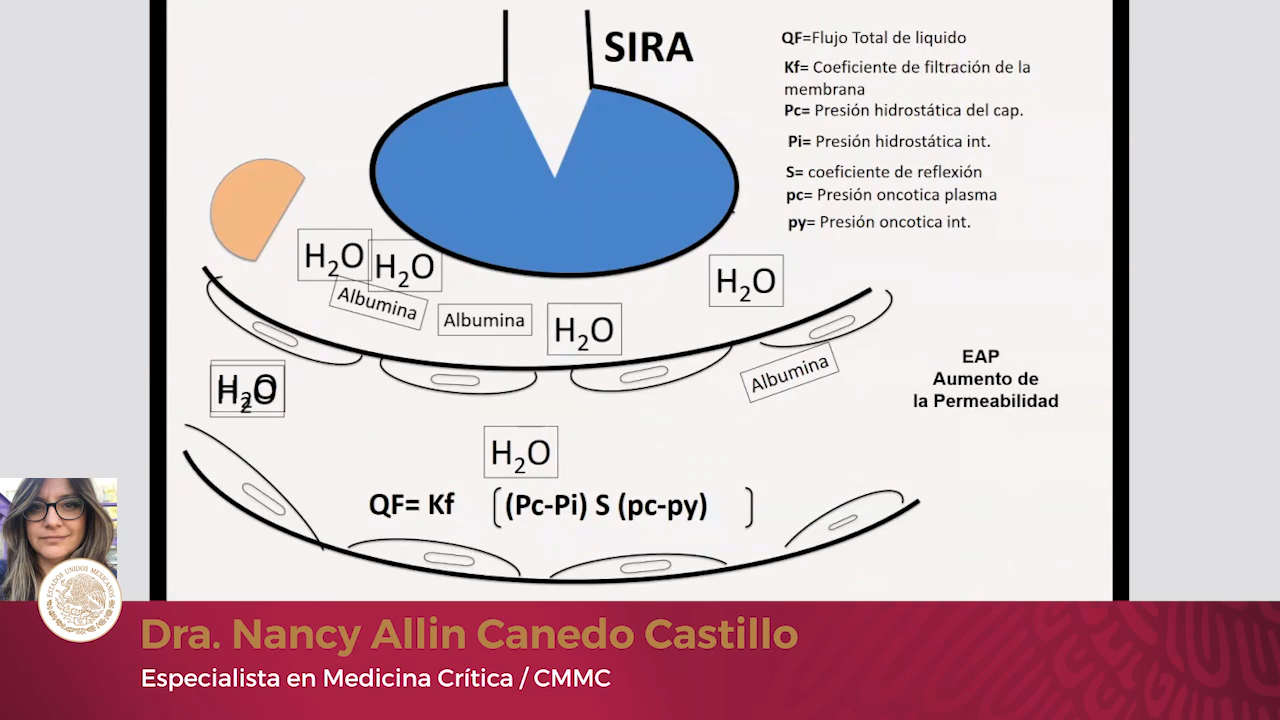 SIRA
QF=Flujo Total de liquido
Kf= Coeficiente de filtración de la
membrana
Pc= Presión hidrostática del cap.
Pi= Presión hidrostática int.
S= coeficiente de reflexión
pc= Presión oncotica plasma
py= Presión oncotica int.
H₂O
H₂O
H₂O
Albumina
Albumina
H₂O
Albumina
EAP
Aumento de
la Permeabilidad
H₂O
H₂O
QF= Kf [(Pc-Pi) S (pc-py) ]
ESTADOS UNIDOS MEXICANOS
Dra. Nancy Allin Canedo Castillo
Especialista en Medicina Crítica / CMMC